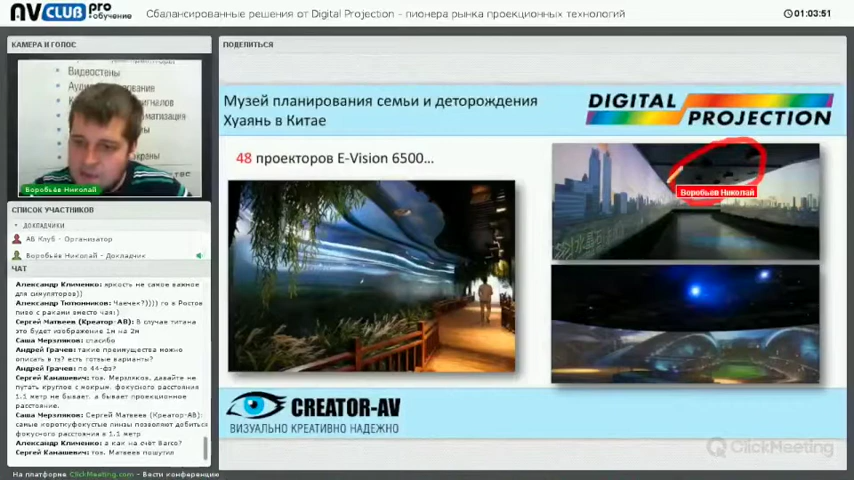 AV CLUB pro
обучение
Сбалансированные решения от Digital Projection - пионера рынка проекционных технологий
01:03:51
КАМЕРА И ГОЛОС
Видеостены
Воробьёв Николай
СПИСОК УЧАСТНИКОВ
ДОКЛАДЧИКИ
АВ Клуб - Организатор
Воробьёв Николай - Докладчик
ЧАТ
Александр Клименко: яркость не самое важное
для симуляторов))
Александр Тютюнников: Чаечек?)))) го в Ростов
пиво с раками вместо чая:)
Сергей Матвеев (Креатор-АВ): В случае титана
это будет изображение 1м на 2м
Саша Мерзляков: спасибо
Андрей Грачев: такие преимущества можно
описать в тз? есть готвые варианты?
Андрей Грачев: по 44-фз?
Сергей Канашевич: тов. Мерзляков, давайте не
путать круглое с мокрым. фокусного расстояния
1.1 метр не бывает. а бывает проекционное
расстояние.
Саша Мерзляков: Сергей Матвеев (Креатор-АВ):
самые короткофокусные линзы позволяют добиться
фокусного расстояния в 1.1 метр
Александр Клименко: а как на счёт Barco?
Сергей Канашевич: тов. Матвеев пошутил
На платформе ClickMeeting.com - Вести конференцию
ПОДЕЛИТЬСЯ
Музей планирования семьи и деторождения
Хуаянь в Китае
DIGITAL
PROJECTION
48 проекторов E-Vision 6500...
Воробьёв Николай
CREATOR-AV
ВИЗУАЛЬНО КРЕАТИВНО НАДЕЖНО
ClickMeeting